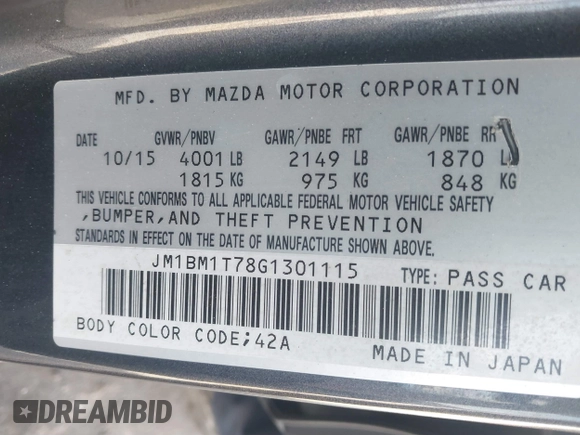 MFD. BY MAZDA MOTOR CORPORATION
DATE GVWR/PNBV GAWR/PNBE FRT GAWR/PNBE RR
10/15 4001 LB 2149 LB 1870 LB
1815 KG 975 KG 848 KG
THIS VEHICLE CONFORMS TO ALL APPLICABLE FEDERAL MOTOR VEHICLE SAFETY
,BUMPER,AND THEFT PREVENTION
STANDARDS IN EFFECT ON THE DATE OF MANUFACTURE SHOWN ABOVE.
JM1BM1T78G1301115 TYPE: PASS CAR
BODY COLOR CODE;42A
MADE IN JAPAN
DREAMBID